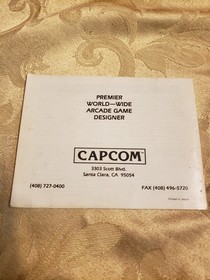 PREMIER
WORLD—WIDE
ARCADE GAME
DESIGNER
CAPCOM
3303 Scott Blvd.
Santa Clara, CA. 95054
(408) 727-0400 FAX (408) 496-5720